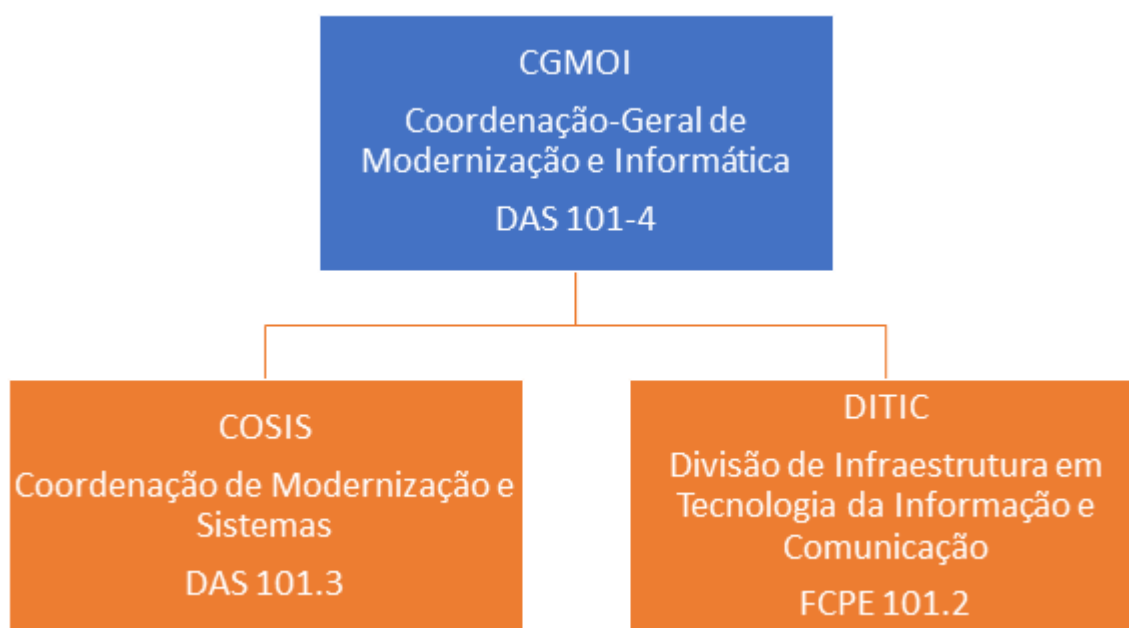 CGMOI
Coordenação-Geral de
Modernização e Informática
DAS 101-4
COSIS
Coordenação de Modernização e
Sistemas
DAS 101.3
DITIC
Divisão de Infraestrutura em
Tecnologia da Informação e
Comunicação
FCPE 101.2